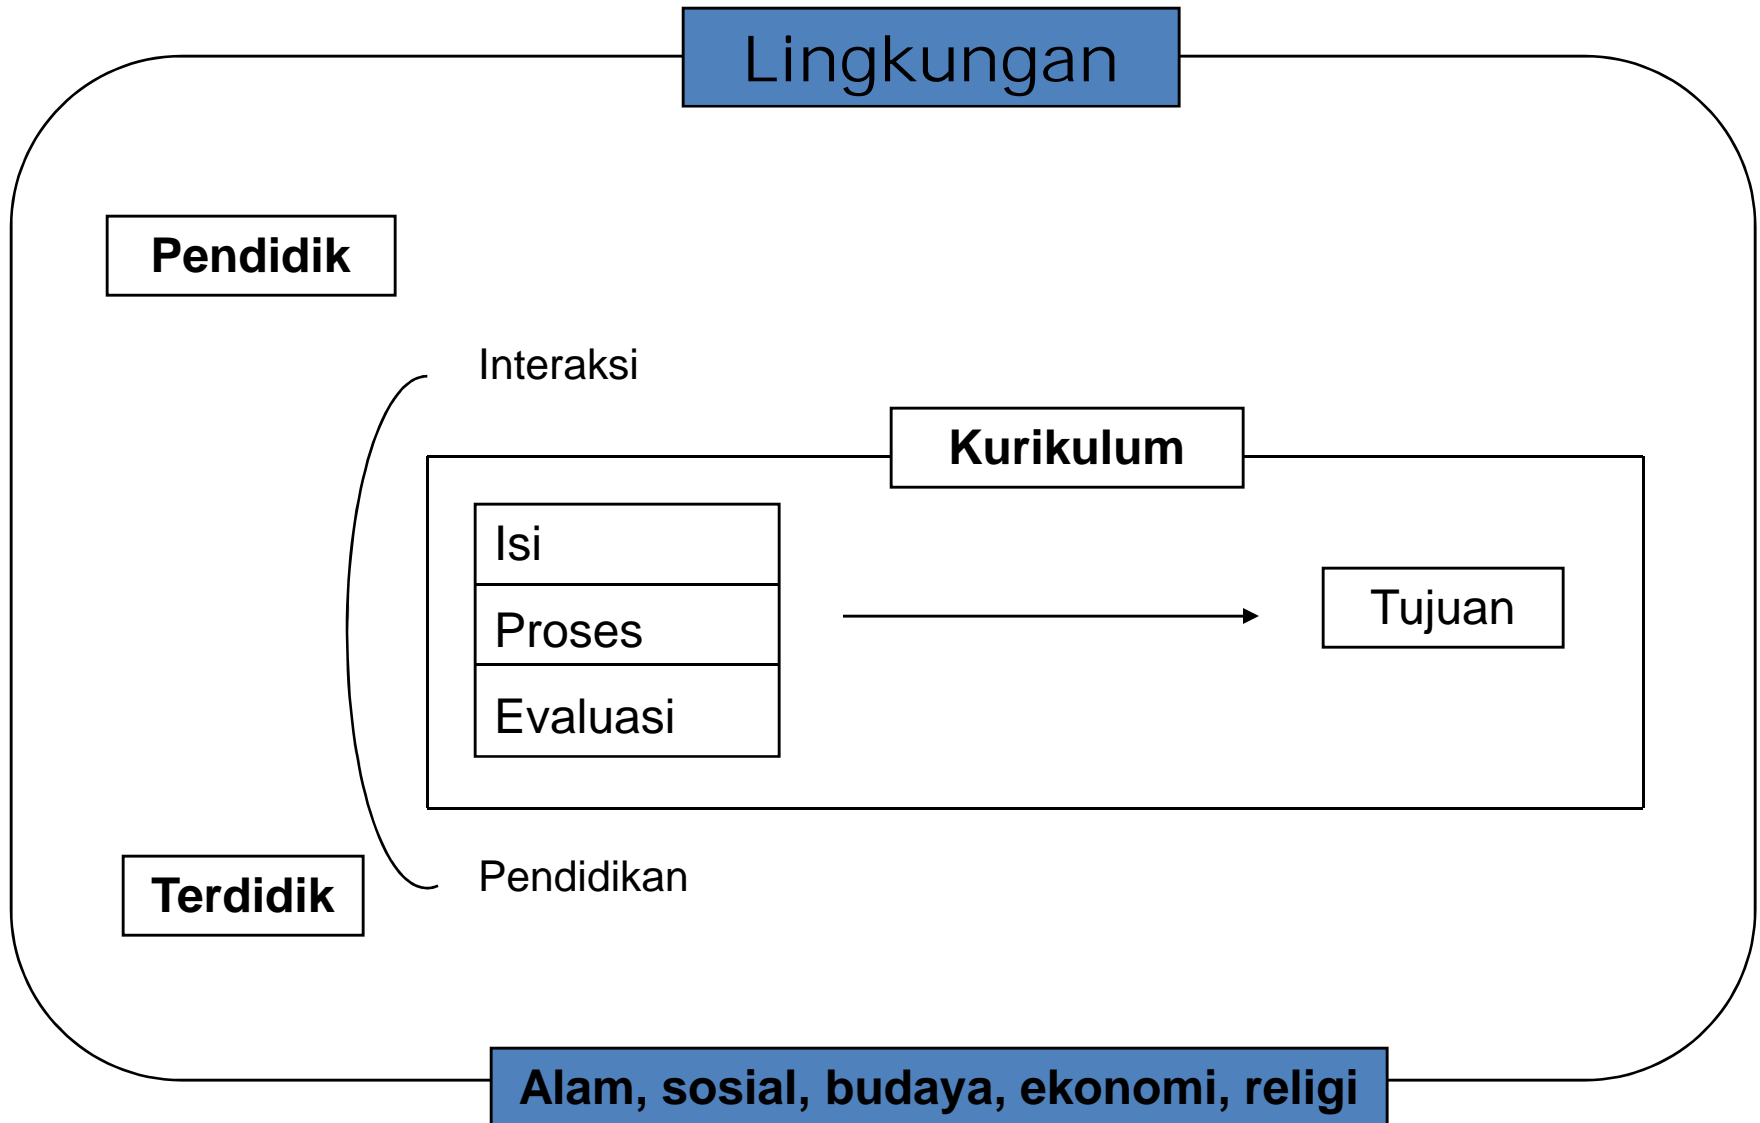 Lingkungan
Pendidik
Interaksi
Kurikulum
Isi
Proses
Evaluasi
Tujuan
Pendidikan
Terdidik
Alam, sosial, budaya, ekonomi, religi